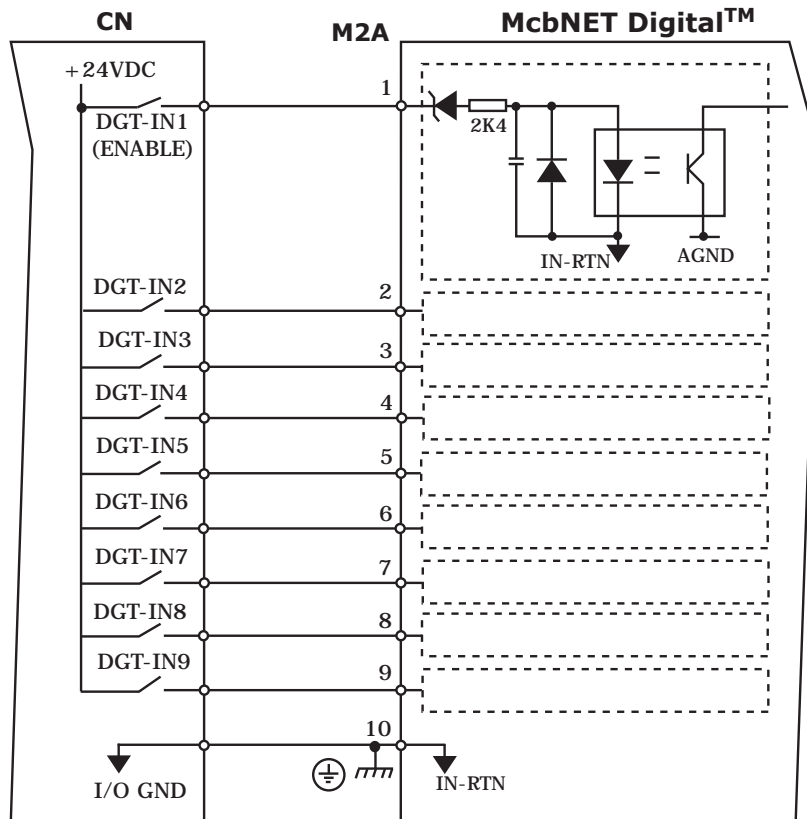 CN
M2A
McbNET Digital™
+24VDC
1
DGT-IN1
(ENABLE)
2K4
IN-RTN
AGND
DGT-IN2
2
DGT-IN3
3
DGT-IN4
4
DGT-IN5
5
DGT-IN6
6
DGT-IN7
7
DGT-IN8
8
DGT-IN9
9
10
I/O GND
IN-RTN